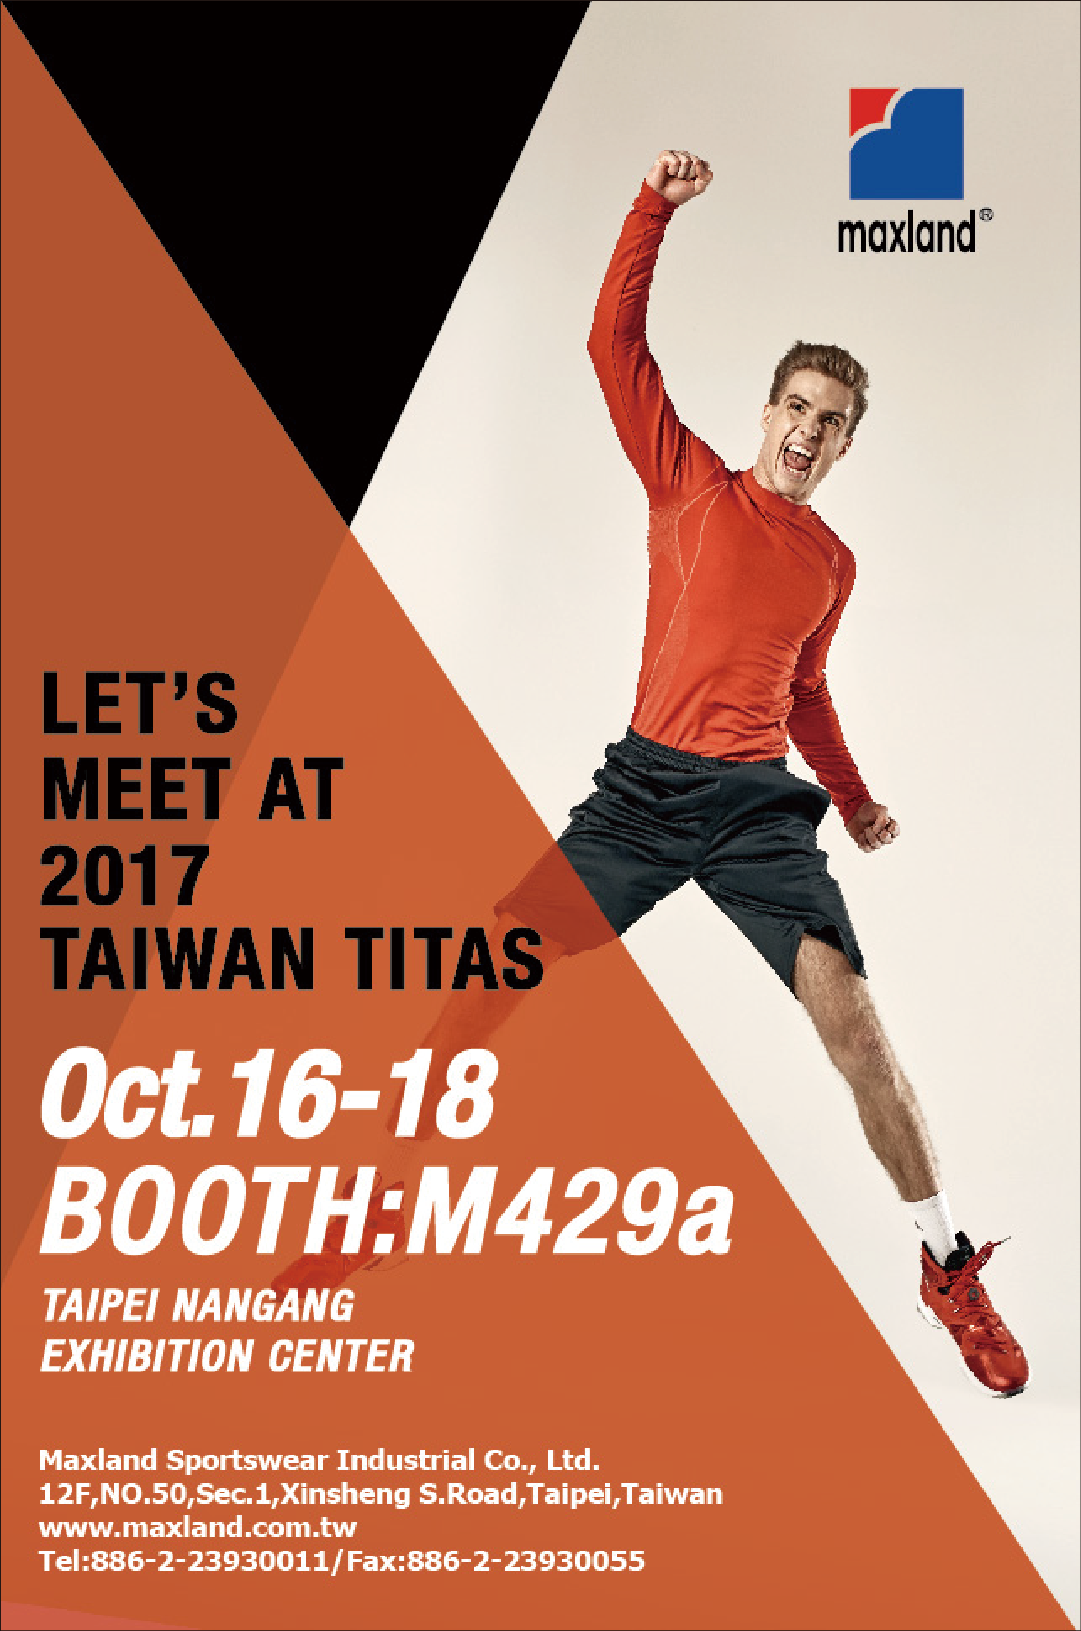 maxland®
LET’S
MEET AT
2017
TAIWAN TITAS
Oct.16-18
BOOTH:M429a
TAIPEI NANGANG
EXHIBITION CENTER
Maxland Sportswear Industrial Co., Ltd.
12F,NO.50,Sec.1,Xinsheng S.Road,Taipei,Taiwan
www.maxland.com.tw
Tel:886-2-23930011/Fax:886-2-23930055